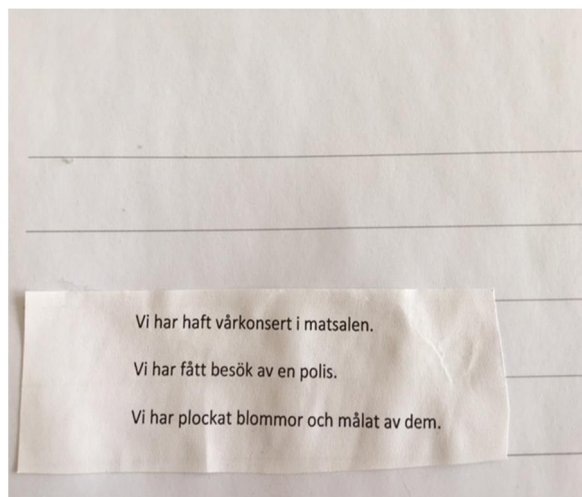 Vi har haft vårkonsert i matsalen.
Vi har fått besök av en polis.
Vi har plockat blommor och målat av dem.